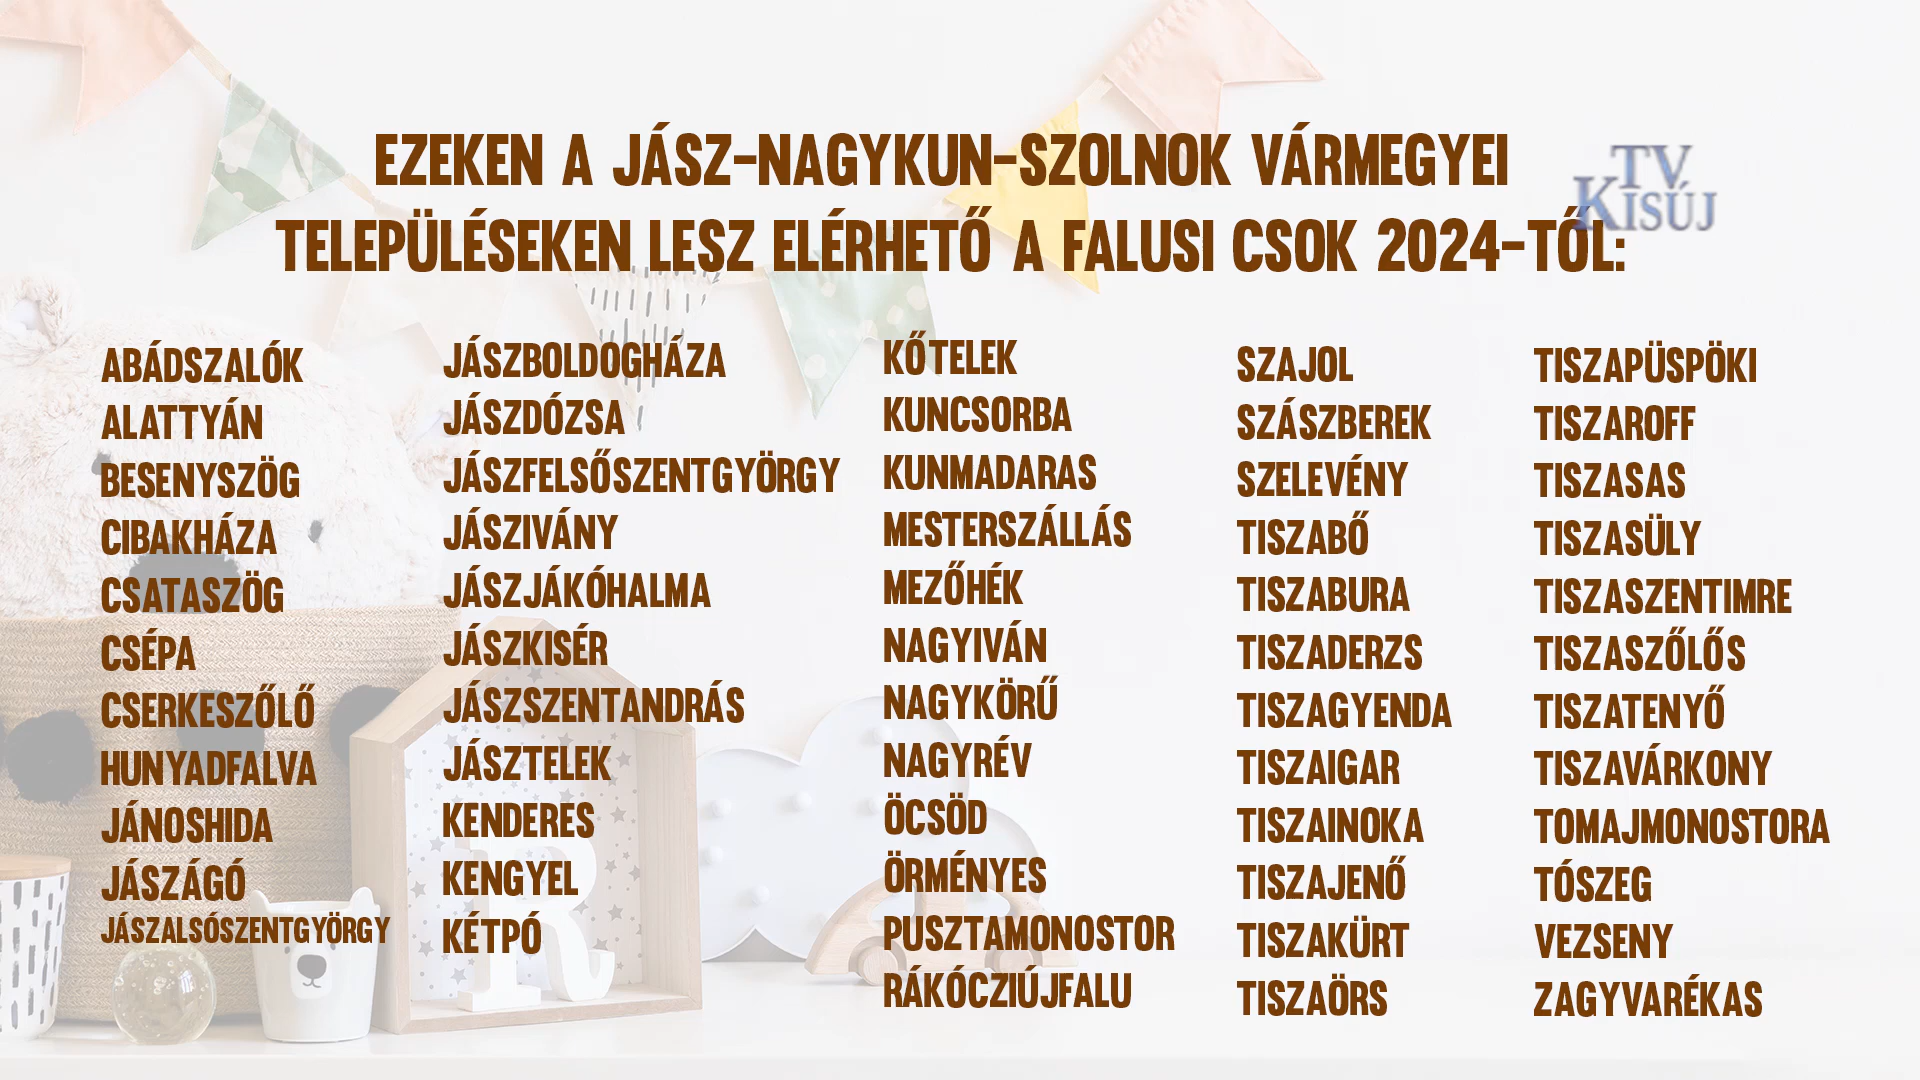 EZEKEN A JÁSZ-NAGYKUN-SZOLNOK VÁRMEGYEI
TELEPÜLÉSEKEN LESZ ELÉRHETŐ A FALUSI CSOK 2024-TŐL:
TV
KISÚJ
ABÁDSZALÓK
ALATTYÁN
BESENYSZÖG
CIBAKHÁZA
CSATASZÖG
CSÉPA
CSERKESZŐLŐ
HUNYADFALVA
JÁNOSHIDA
JÁSZÁGÓ
JÁSZALSÓSZENTGYÖRGY
JÁSZBOLDOGHÁZA
JÁSZDÓZSA
JÁSZFELSŐSZENTGYÖRGY
JÁSZIVÁNY
JÁSZJÁKÓHALMA
JÁSZKISÉR
JÁSZSZENTANDRÁS
JÁSZTELEK
KENDERES
KENGYEL
KÉTPÓ
KŐTELEK
KUNCSORBA
KUNMADARAS
MESTERSZÁLLÁS
MEZŐHÉK
NAGYIVÁN
NAGYKÖRŰ
NAGYRÉV
ÖCSÖD
ÖRMÉNYES
PUSZTAMONOSTOR
RÁKÓCZIÚJFALU
SZAJOL
SZÁSZBEREK
SZELEVÉNY
TISZABŐ
TISZABURA
TISZADERZS
TISZAGYENDA
TISZAIGAR
TISZAINOKA
TISZAJENŐ
TISZAKÜRT
TISZAÖRS
TISZAPÜSPÖKI
TISZAROFF
TISZASAS
TISZASÜLY
TISZASZENTIMRE
TISZASZŐLŐS
TISZATENYŐ
TISZAVÁRKONY
TOMAJMONOSTORA
TÓSZEG
VEZSENY
ZAGYVARÉKAS
R